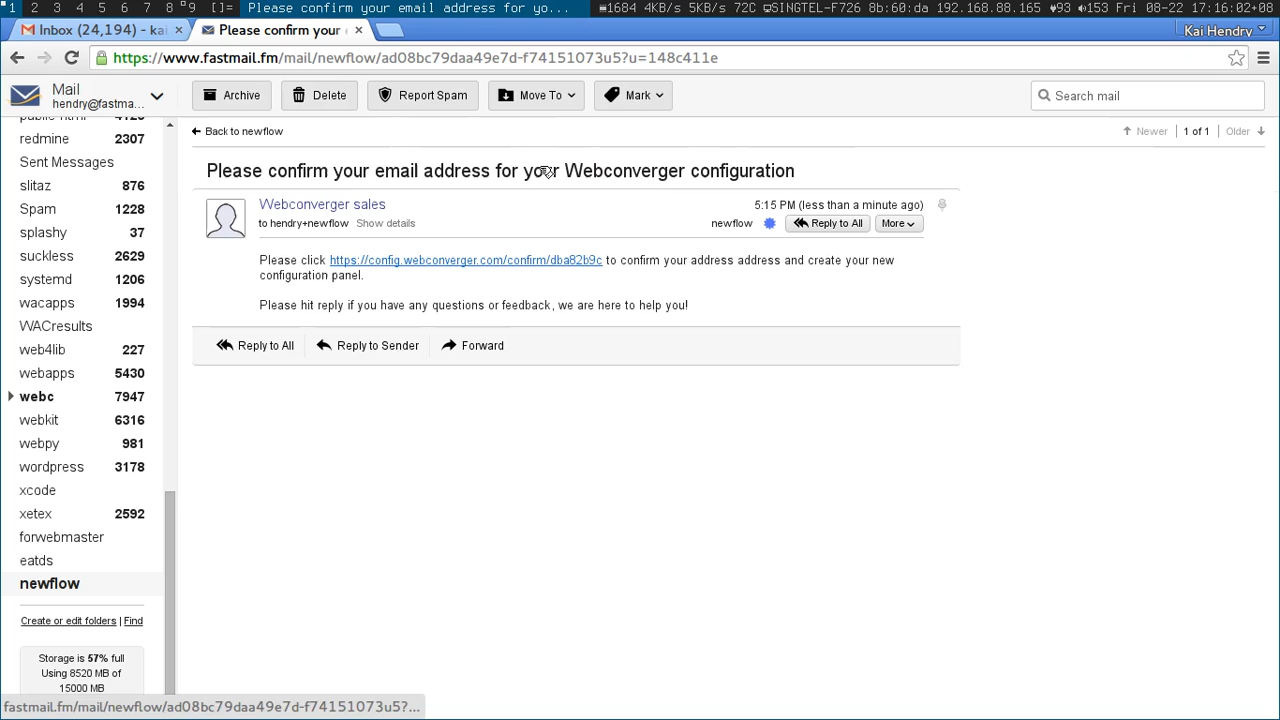 1 2 3 4 5 6 7 8 9 []= Please confirm your email address for yo... 1684 4KB/s 5KB/s 72C SINGTEL-F726 D8:60:da 192.168.88.165 ♥53 ♣153 Fri 08-22 17:16:02+08
Inbox (24,194) - kai × Please confirm your × Kai Hendry
https://www.fastmail.fm/mail/newflow/ad08bc79daa49e7d-f74151073u5?u=148c411e
Mail
hendry@fastma...
Archive Delete Report Spam Move To Mark Search mail
redmine 2307
Sent Messages
slitaz 876
Spam 1228
splashy 37
suckless 2629
systemd 1206
wacapps 1994
WACresults
web4lib 227
webapps 5430
webc 7947
webkit 6316
webpy 981
wordpress 3178
xcode
xetex 2592
forwebmaster
eatds
newflow
Create or edit folders | Find
Storage is 57% full
Using 8520 MB of
15000 MB
Back to newflow Newer 1 of 1 Older
Please confirm your email address for your Webconverger configuration
Webconverger sales 5:15 PM (less than a minute ago)
to hendry+newflow Show details newflow Reply to All More
Please click https://config.webconverger.com/confirm/dba82b9c to confirm your address address and create your new
configuration panel.
Please hit reply if you have any questions or feedback, we are here to help you!
Reply to All Reply to Sender Forward
fastmail.fm/mail/newflow/ad08bc79daa49e7d-f74151073u5?...